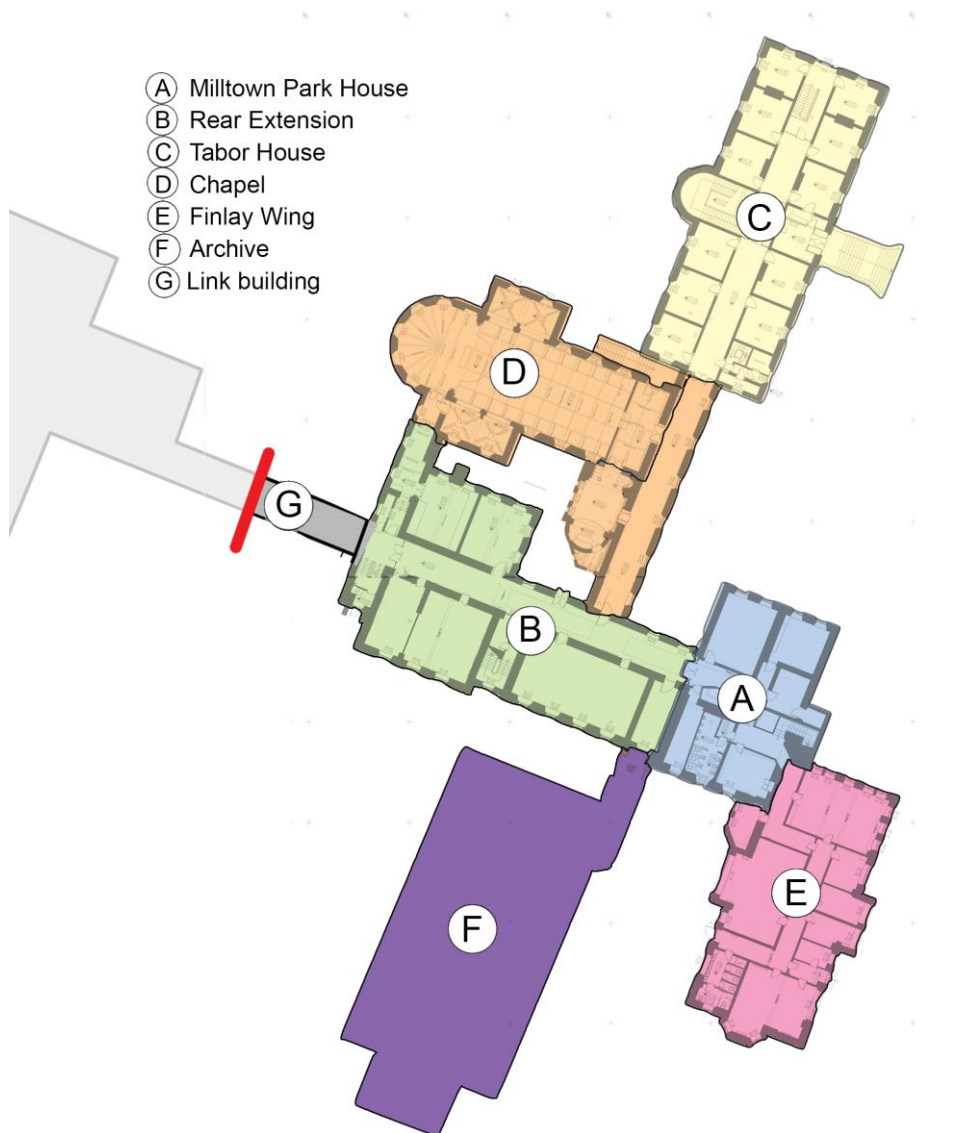 A Milltown Park House
B Rear Extension
C Tabor House
D Chapel
E Finlay Wing
F Archive
G Link building
C
D
G
B
A
E
F